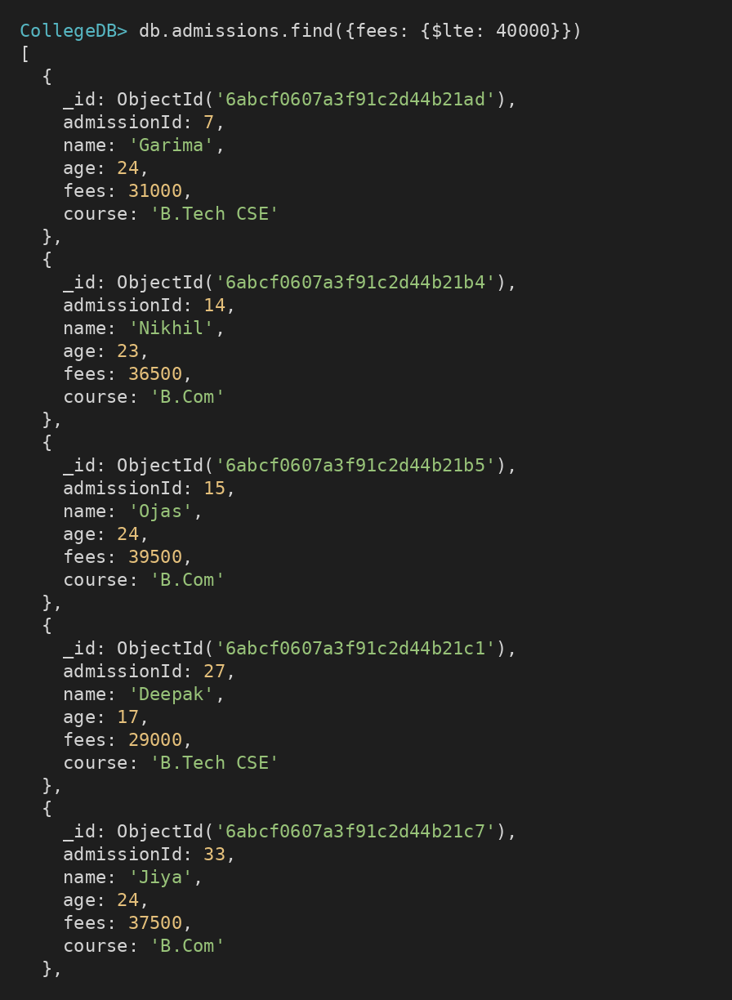 CollegeDB> db.admissions.find({fees: {$lte: 40000}})
[
  {
    _id: ObjectId('6abcf0607a3f91c2d44b21ad'),
    admissionId: 7,
    name: 'Garima',
    age: 24,
    fees: 31000,
    course: 'B.Tech CSE'
  },
  {
    _id: ObjectId('6abcf0607a3f91c2d44b21b4'),
    admissionId: 14,
    name: 'Nikhil',
    age: 23,
    fees: 36500,
    course: 'B.Com'
  },
  {
    _id: ObjectId('6abcf0607a3f91c2d44b21b5'),
    admissionId: 15,
    name: 'Ojas',
    age: 24,
    fees: 39500,
    course: 'B.Com'
  },
  {
    _id: ObjectId('6abcf0607a3f91c2d44b21c1'),
    admissionId: 27,
    name: 'Deepak',
    age: 17,
    fees: 29000,
    course: 'B.Tech CSE'
  },
  {
    _id: ObjectId('6abcf0607a3f91c2d44b21c7'),
    admissionId: 33,
    name: 'Jiya',
    age: 24,
    fees: 37500,
    course: 'B.Com'
  },